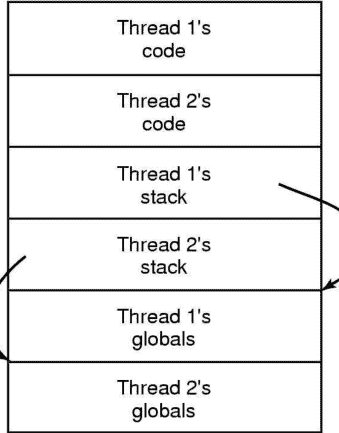 Thread 1's
code
Thread 2's
code
Thread 1's
stack
Thread 2's
stack
Thread 1's
globals
Thread 2's
globals